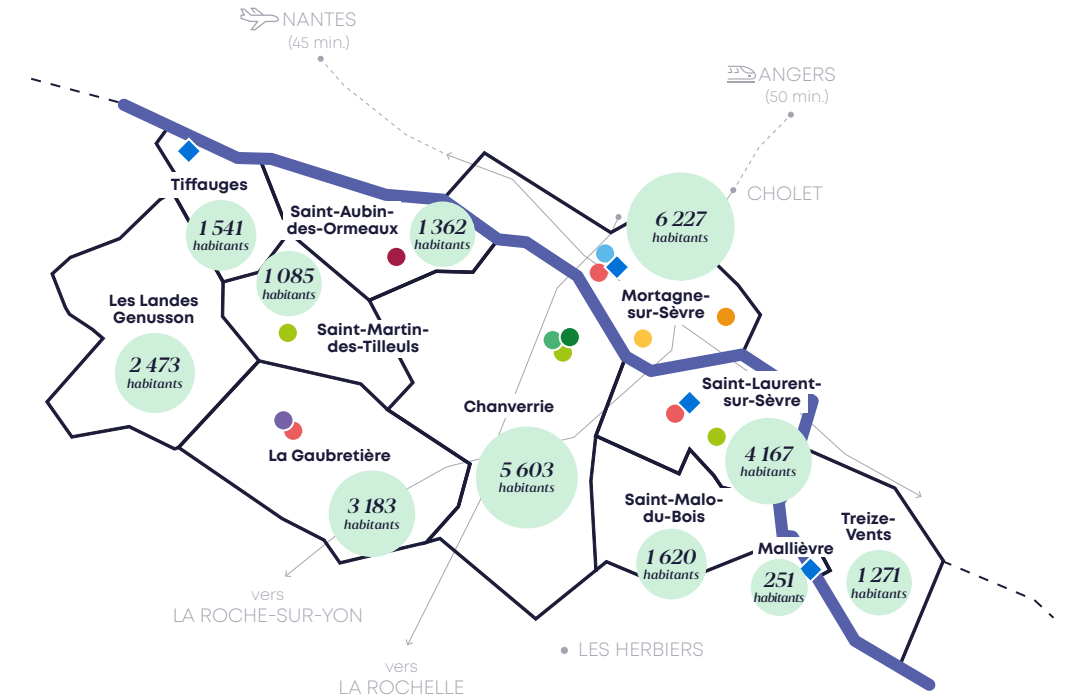 NANTES
(45 min.)
ANGERS
(50 min.)
CHOLET
Tiffauges
1 541
habitants
Saint-Aubin-
des-Ormeaux
1 362
habitants
6 227
habitants
1 085
habitants
Mortagne-
sur-Sèvre
Les Landes
Genusson
2 473
habitants
Saint-Martin-
des-Tilleuls
Chanverrie
5 603
habitants
Saint-Laurent-
sur-Sèvre
4 167
habitants
La Gaubretière
3 183
habitants
Saint-Malo-
du-Bois
1 620
habitants
Mallièvre
251
habitants
Treize-
Vents
1 271
habitants
vers
LA ROCHE-SUR-YON
LES HERBIERS
vers
LA ROCHELLE